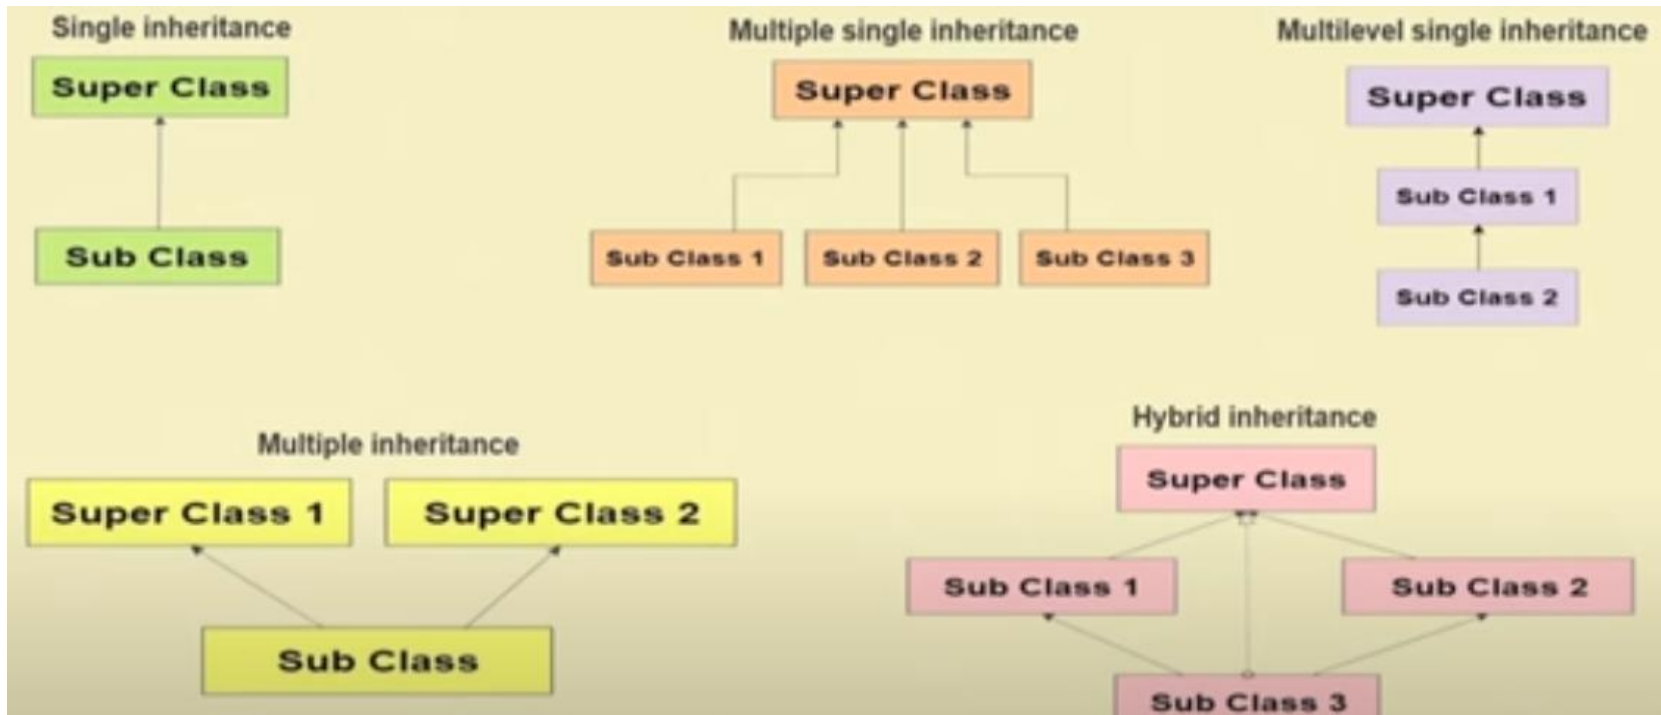 Single inheritance
Super Class
Sub Class
Multiple single inheritance
Super Class
Sub Class 1
Sub Class 2
Sub Class 3
Multilevel single inheritance
Super Class
Sub Class 1
Sub Class 2
Multiple inheritance
Super Class 1
Super Class 2
Sub Class
Hybrid inheritance
Super Class
Sub Class 1
Sub Class 2
Sub Class 3